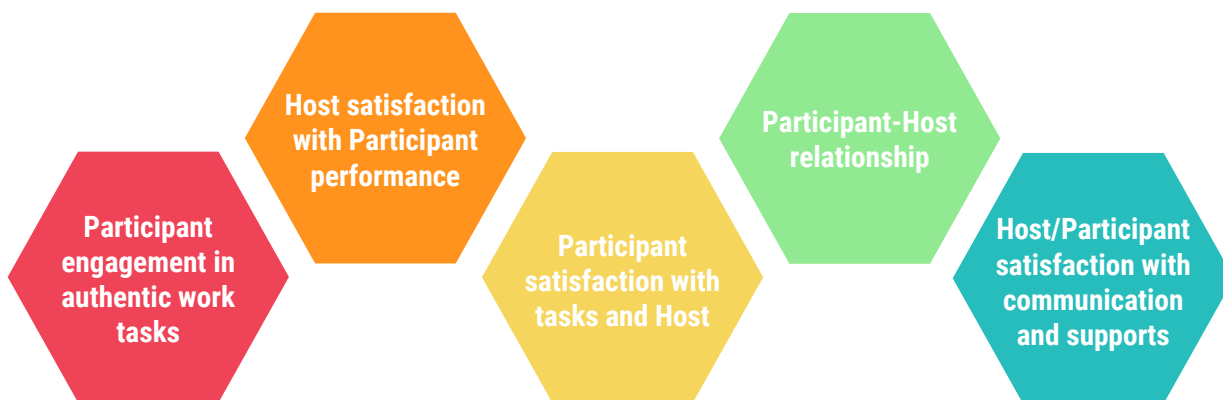 Participant
engagement in
authentic work
tasks
Host satisfaction
with Participant
performance
Participant
satisfaction with
tasks and Host
Participant-Host
relationship
Host/Participant
satisfaction with
communication
and supports